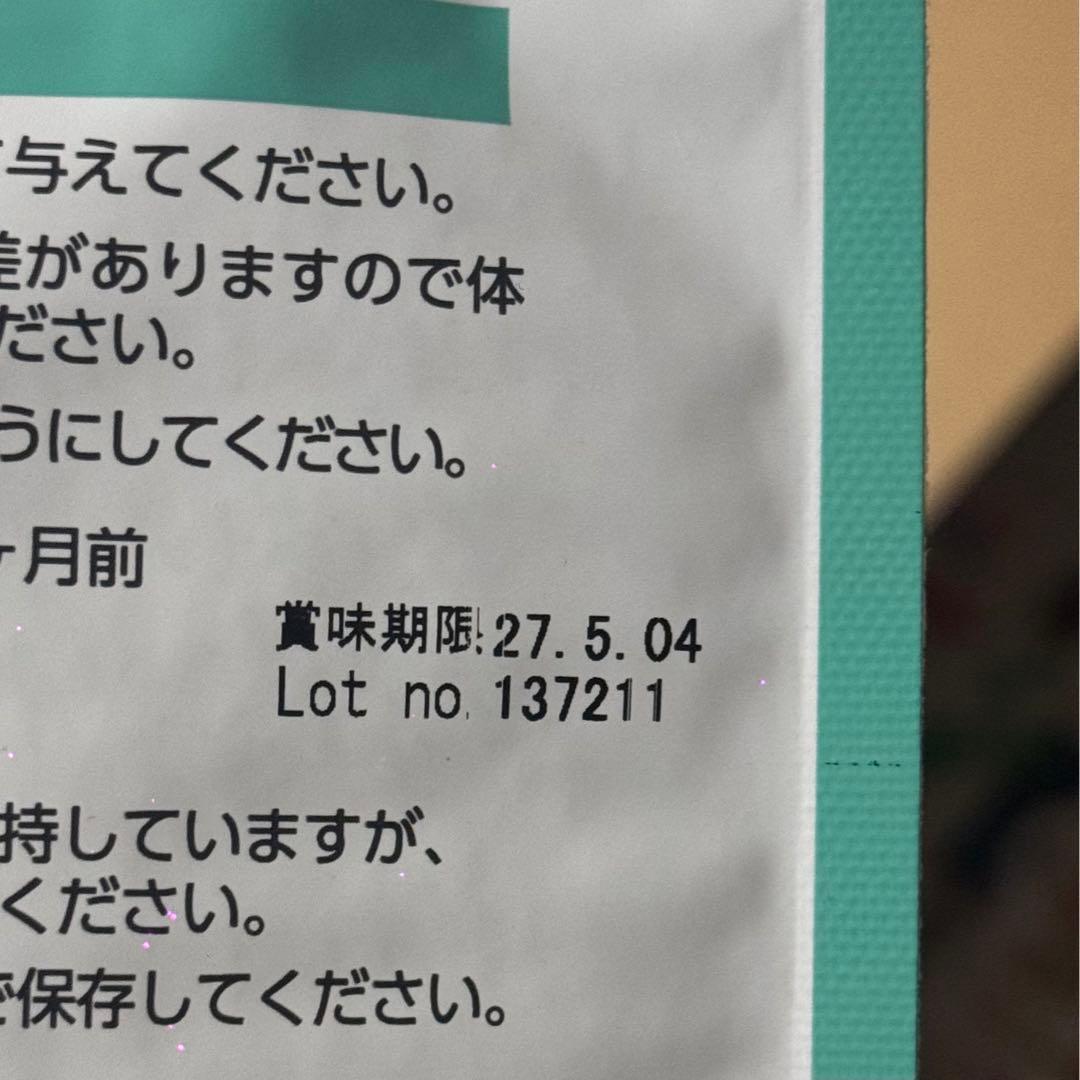 与えてください。
差がありますので体
ださい。
うにしてください。
ヶ月前
賞味期限 27.5.04
Lot no. 137211
持していますが、
ください。
で保存してください。